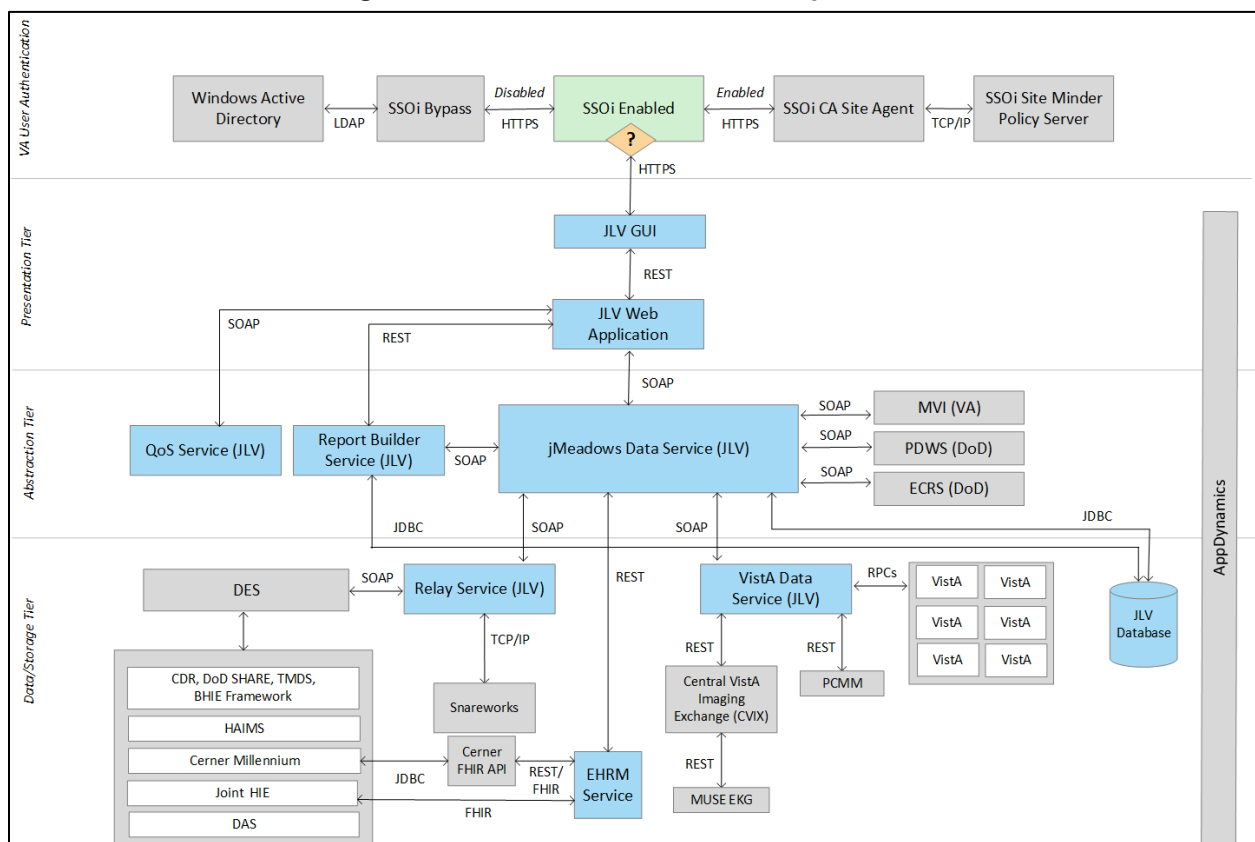 VA User Authentication
Windows Active
Directory
LDAP
SSOi Bypass
Disabled
HTTPS
SSOi Enabled
?
Enabled
HTTPS
SSOi CA Site Agent
TCP/IP
SSOi Site Minder
Policy Server
HTTPS
Presentation Tier
JLV GUI
REST
JLV Web
Application
SOAP
REST
SOAP
Abstraction Tier
QoS Service (JLV)
Report Builder
Service (JLV)
SOAP
jMeadows Data Service (JLV)
SOAP
MVI (VA)
SOAP
PDWS (DoD)
SOAP
ECRS (DoD)
JDBC
SOAP
SOAP
JDBC
AppDynamics
Data/Storage Tier
DES
SOAP
Relay Service (JLV)
REST
VistA Data
Service (JLV)
RPCs
VistA
VistA
VistA
VistA
VistA
VistA
JLV
Database
TCP/IP
REST
REST
CDR, DoD SHARE, TMDS,
BHIE Framework
HAIMS
Cerner Millennium
Joint HIE
DAS
Snareworks
Central VistA
Imaging
Exchange (CVIX)
PCMM
Cerner
FHIR API
JDBC
REST/
FHIR
EHRM
Service
FHIR
REST
MUSE EKG